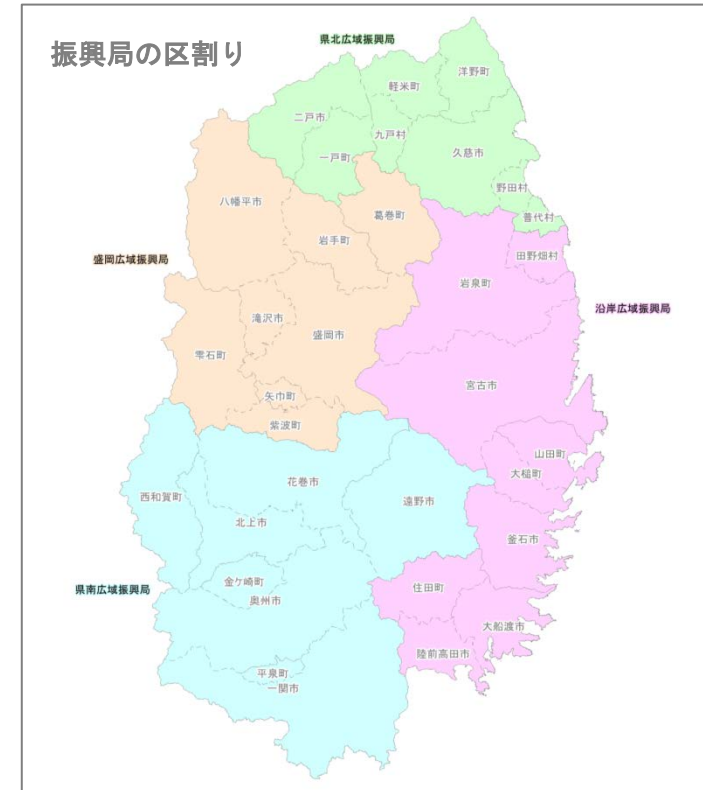 振興局の区割り
県北広域振興局
洋野町
軽米町
二戸市
九戸村
一戸町
久慈市
野田村
普代村
八幡平市
葛巻町
岩手町
田野畑村
盛岡広域振興局
岩泉町
沿岸広域振興局
滝沢市
盛岡市
雫石町
宮古市
矢巾町
紫波町
山田町
大槌町
花巻市
西和賀町
遠野市
北上市
釜石市
金ケ崎町
県南広域振興局
住田町
奥州市
大船渡市
陸前高田市
平泉町
一関市